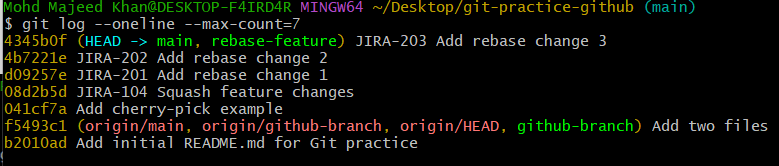 Mohd Majeed Khan@DESKTOP-F4IRD4R MINGW64 ~/Desktop/git-practice-github (main)
$ git log --oneline --max-count=7
4345b0f (HEAD -> main, rebase-feature) JIRA-203 Add rebase change 3
4b7221e JIRA-202 Add rebase change 2
d09257e JIRA-201 Add rebase change 1
08d2b5d JIRA-104 Squash feature changes
041cf7a Add cherry-pick example
f5493c1 (origin/main, origin/github-branch, origin/HEAD, github-branch) Add two files
b2010ad Add initial README.md for Git practice